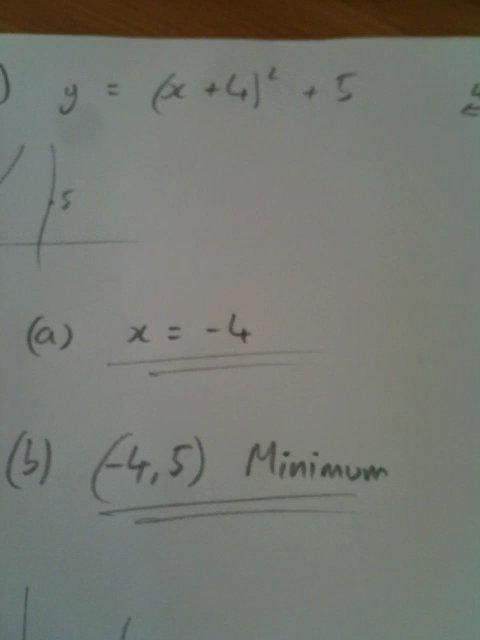 ) y = (x + 4)² + 5
5
(a) x = -4
(b) (-4, 5) Minimum